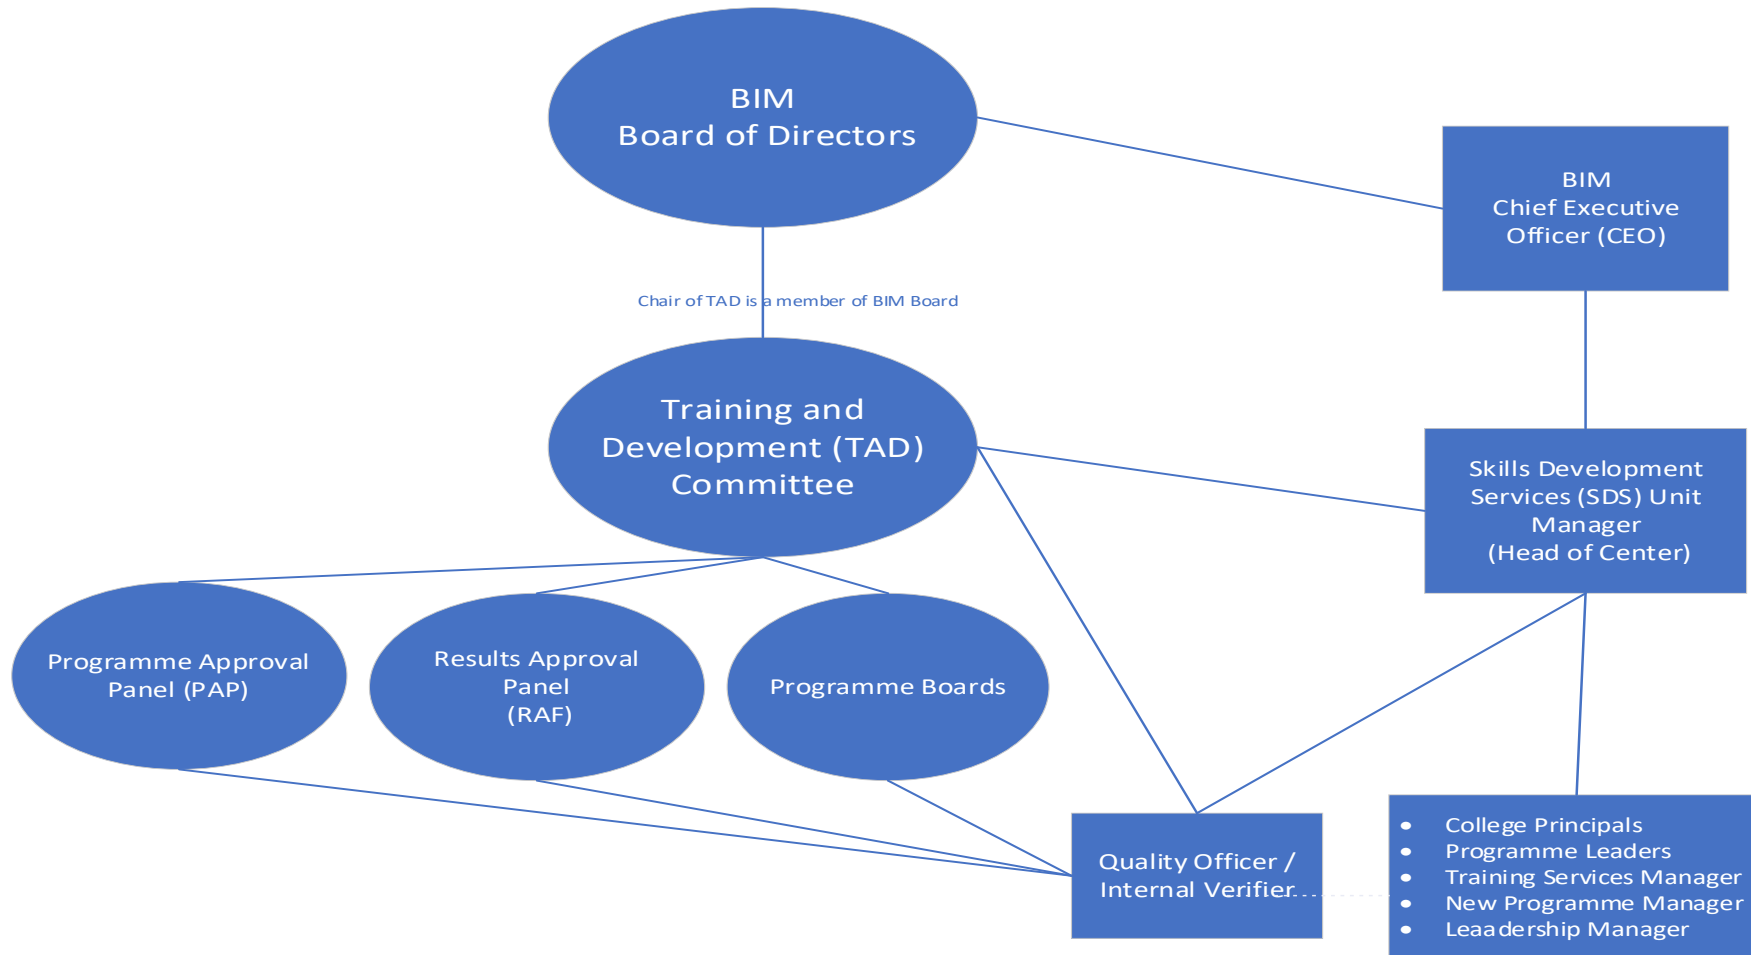 BIM
Board of Directors
BIM
Chief Executive
Officer (CEO)
Chair of TAD is a member of BIM Board
Training and
Development (TAD)
Committee
Skills Development
Services (SDS) Unit
Manager
(Head of Center)
Programme Approval
Panel (PAP)
Results Approval
Panel
(RAF)
Programme Boards
Quality Officer /
Internal Verifier
• College Principals
• Programme Leaders
• Training Services Manager
• New Programme Manager
• Leaadership Manager